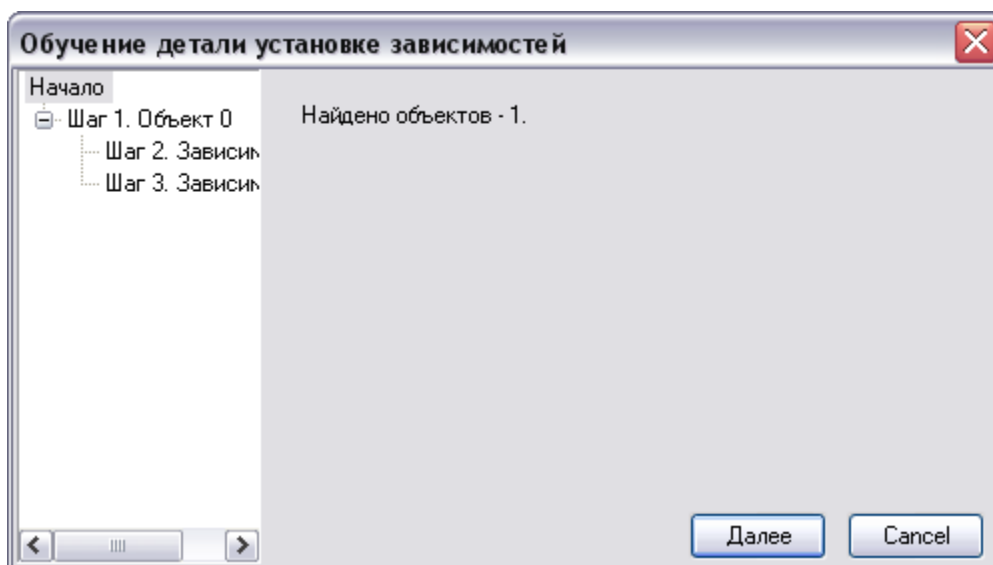 Обучение детали установке зависимостей
Начало
Шаг 1. Объект 0
Шаг 2. Зависим
Шаг 3. Зависим
Найдено объектов - 1.
Далее
Cancel